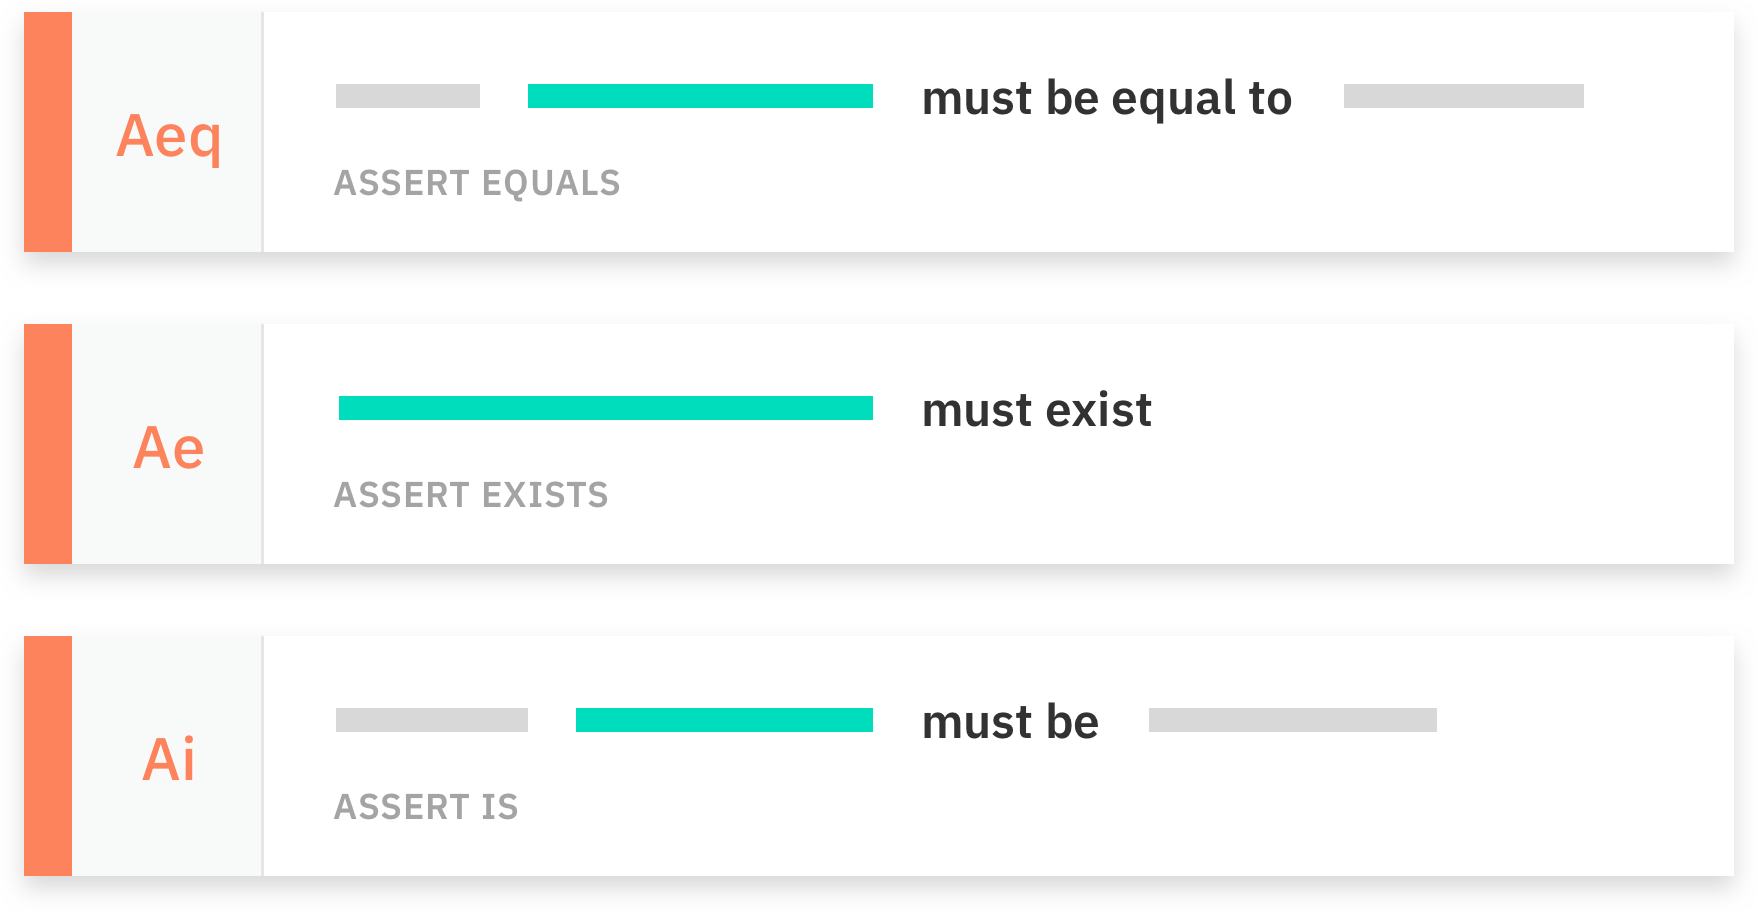 Aeq
must be equal to
ASSERT EQUALS
Ae
must exist
ASSERT EXISTS
Ai
must be
ASSERT IS